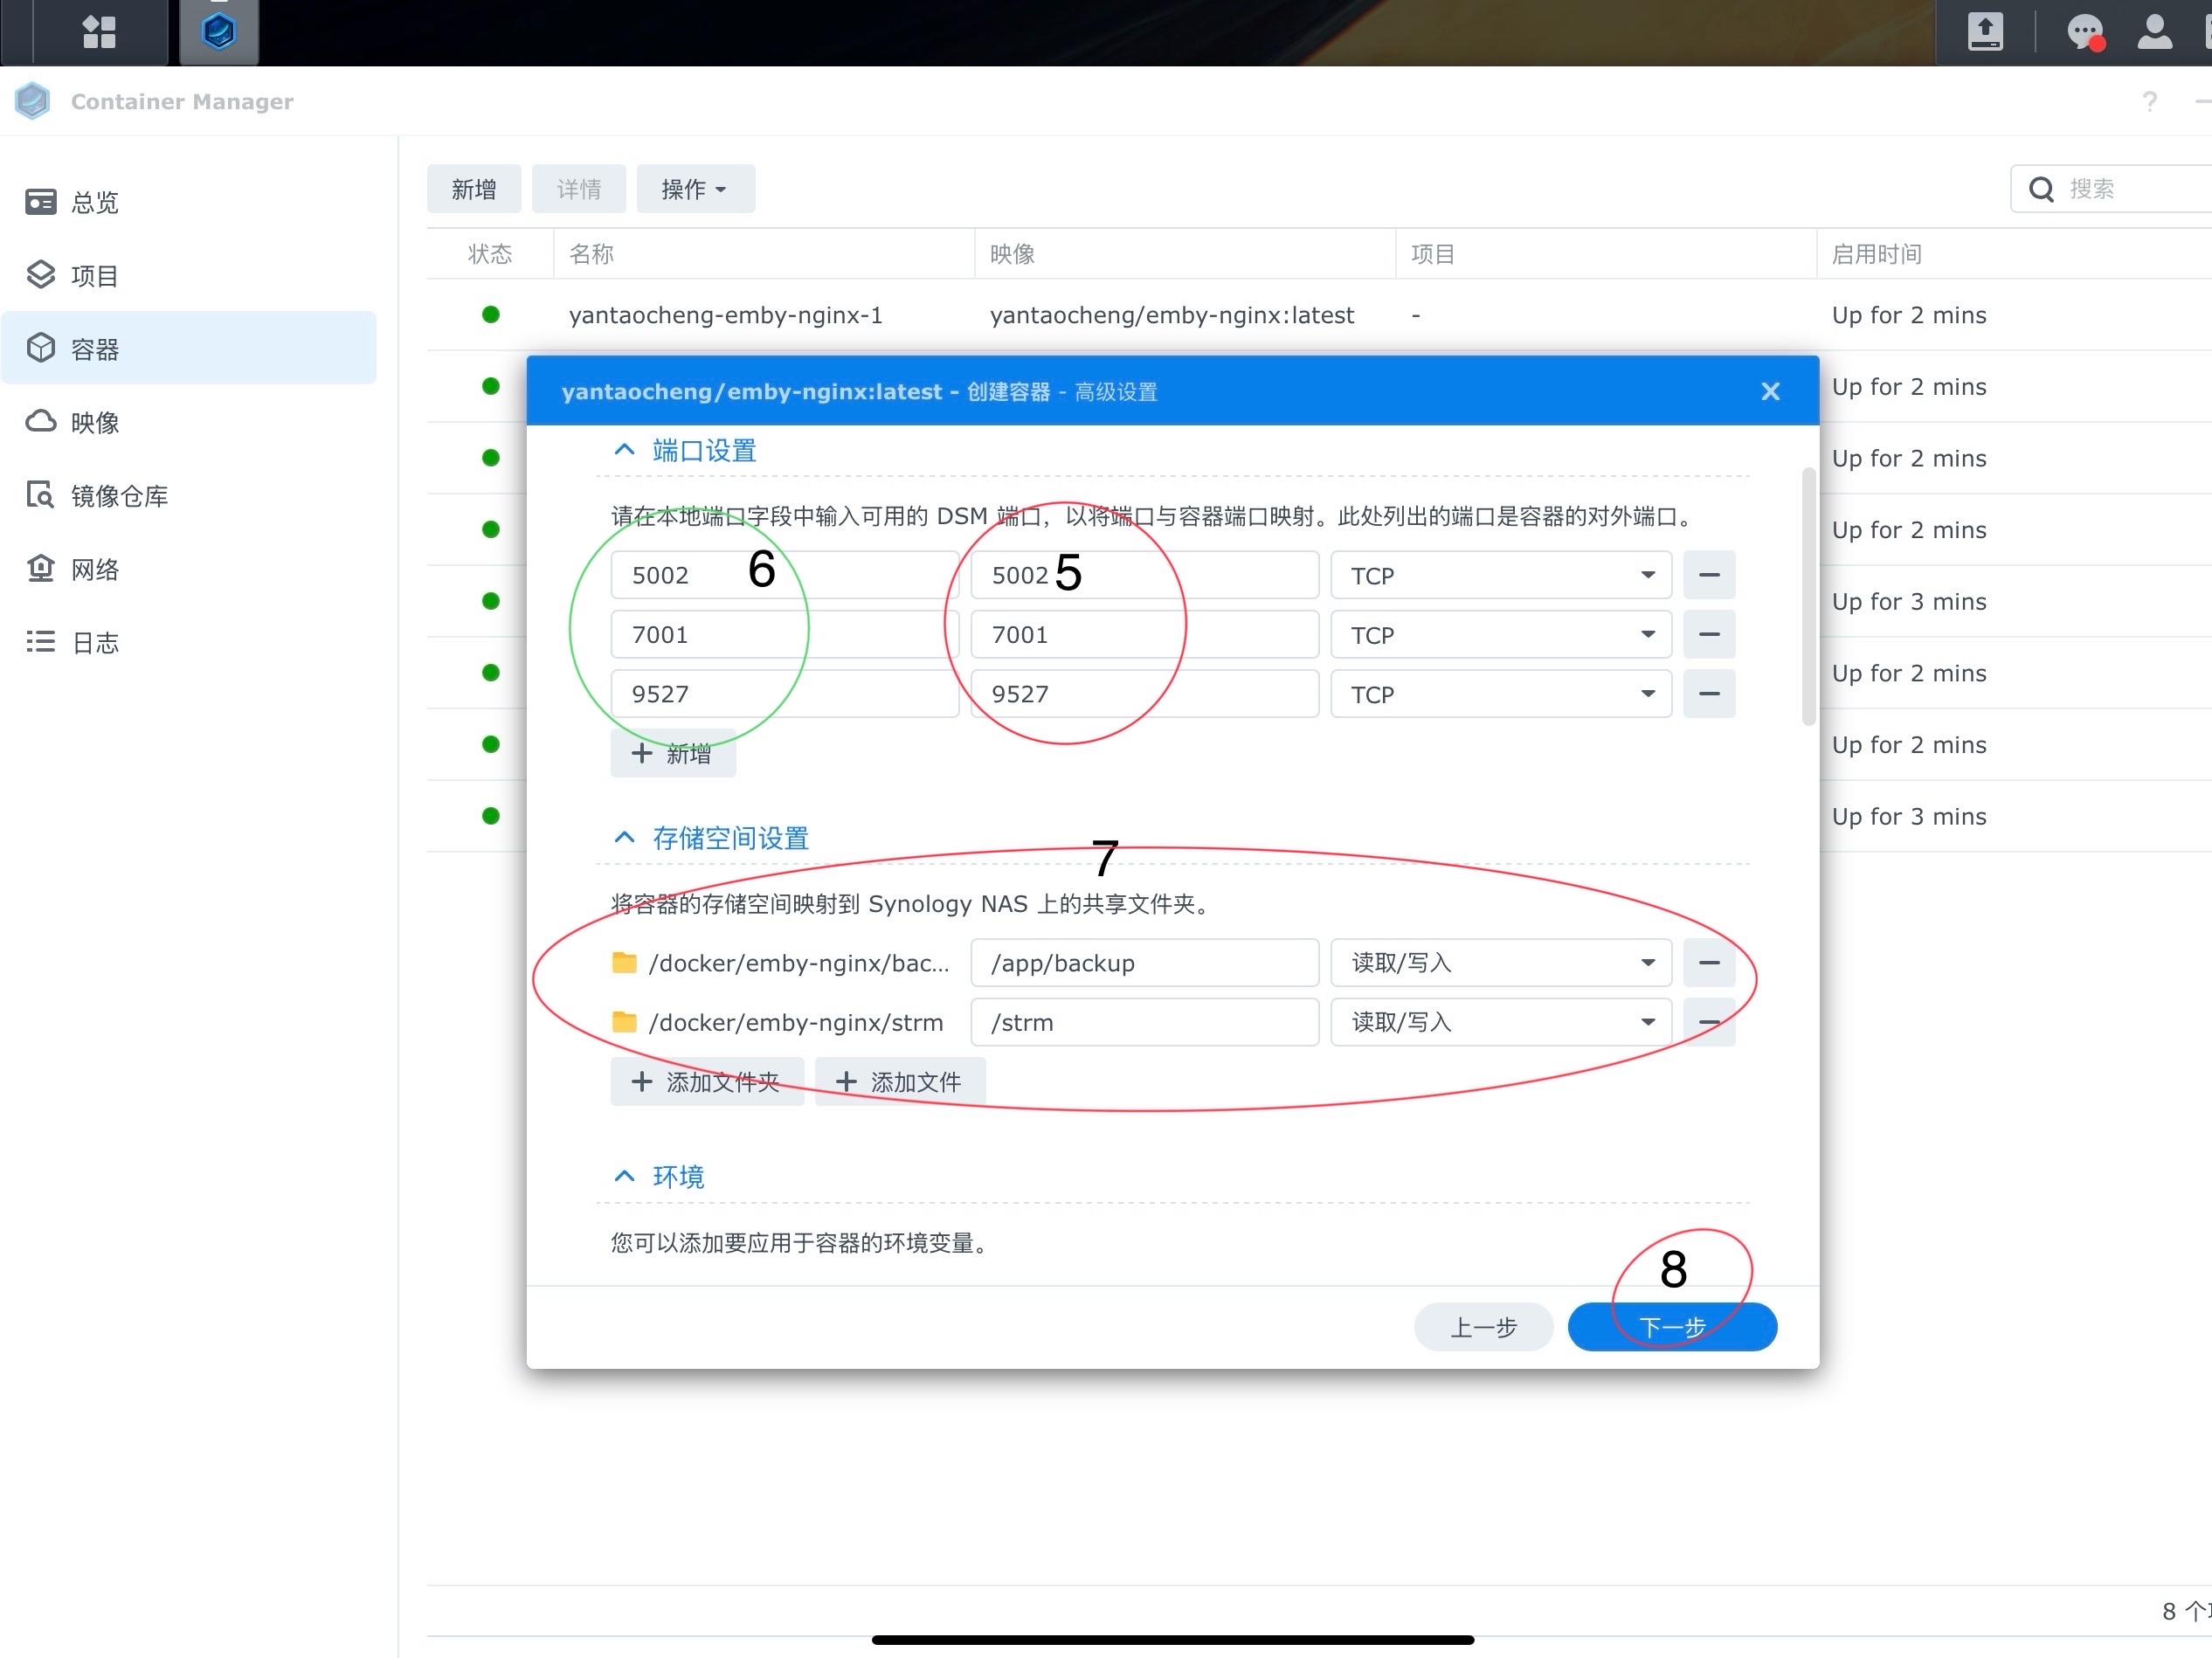 Container Manager
?
总览
项目
容器
映像
镜像仓库
网络
日志
新增 详情 操作
搜索
状态 名称 映像 项目 启用时间
yantaocheng-emby-nginx-1 yantaocheng/emby-nginx:latest - Up for 2 mins
Up for 2 mins
Up for 2 mins
Up for 2 mins
Up for 3 mins
Up for 2 mins
Up for 2 mins
Up for 3 mins
yantaocheng/emby-nginx:latest - 创建容器 - 高级设置
端口设置
请在本地端口字段中输入可用的 DSM 端口，以将端口与容器端口映射。此处列出的端口是容器的对外端口。
5002 6 5002 5 TCP
7001 7001 TCP
9527 9527 TCP
新增
存储空间设置
7
将容器的存储空间映射到 Synology NAS 上的共享文件夹。
/docker/emby-nginx/bac... /app/backup 读取/写入
/docker/emby-nginx/strm /strm 读取/写入
添加文件夹 添加文件
环境
您可以添加要应用于容器的环境变量。
8
上一步 下一步
8 个